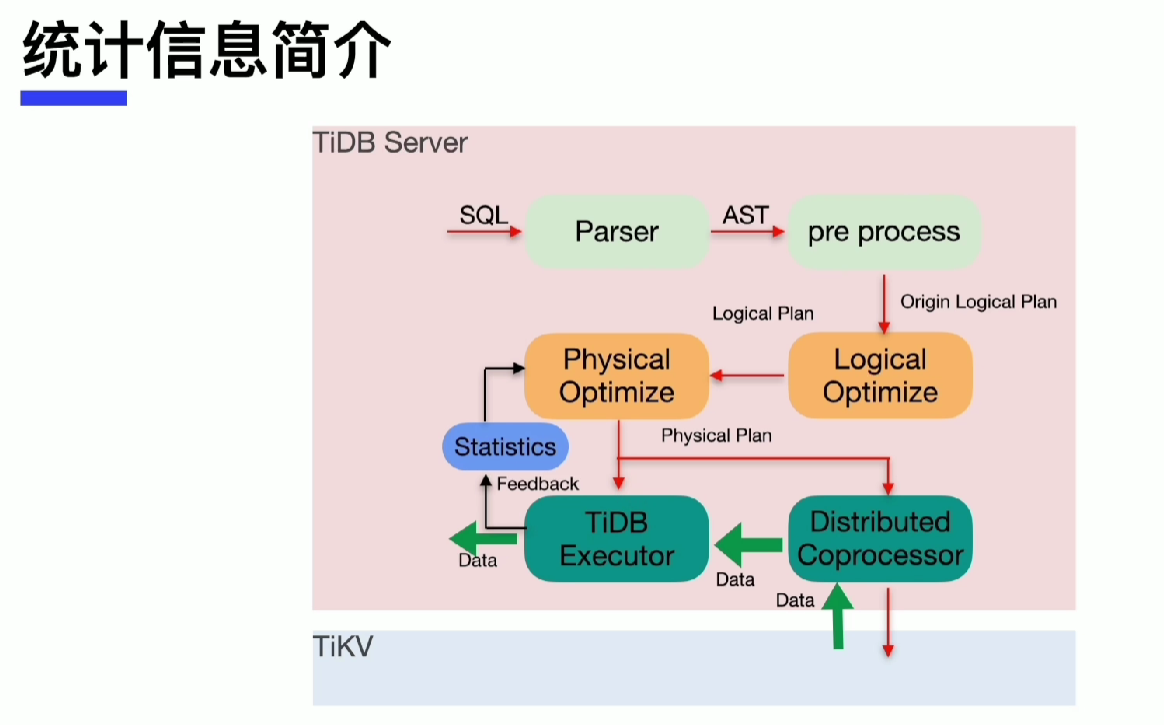 统计信息简介
TiDB Server
SQL
Parser
AST
pre process
Origin Logical Plan
Logical Plan
Physical
Optimize
Logical
Optimize
Physical Plan
Statistics
Feedback
TiDB
Executor
Distributed
Coprocessor
Data
Data
Data
TiKV